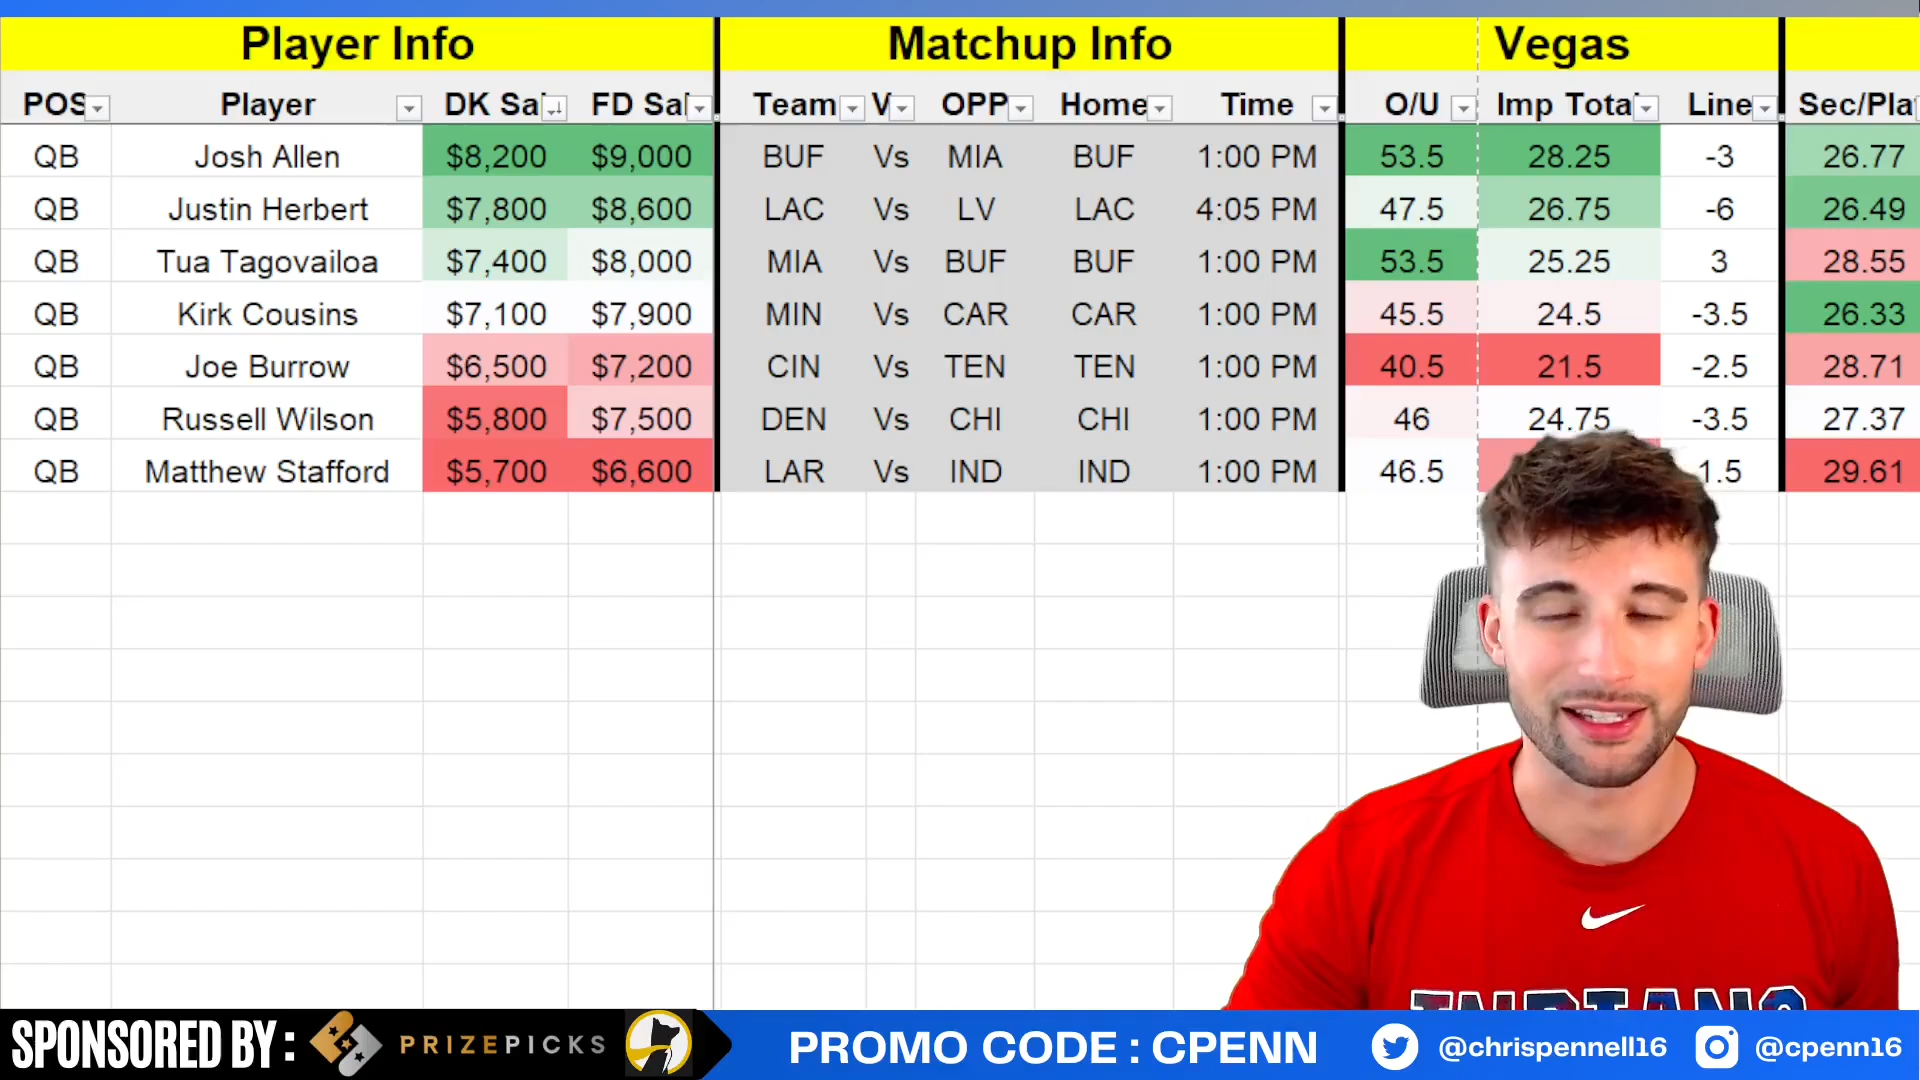 Player Info Matchup Info Vegas
POS Player DK Sal FD Sal Team V OPP Home Time O/U Imp Total Line Sec/Play
QB Josh Allen $8,200 $9,000 BUF Vs MIA BUF 1:00 PM 53.5 28.25 -3 26.77
QB Justin Herbert $7,800 $8,600 LAC Vs LV LAC 4:05 PM 47.5 26.75 -6 26.49
QB Tua Tagovailoa $7,400 $8,000 MIA Vs BUF BUF 1:00 PM 53.5 25.25 3 28.55
QB Kirk Cousins $7,100 $7,900 MIN Vs CAR CAR 1:00 PM 45.5 24.5 -3.5 26.33
QB Joe Burrow $6,500 $7,200 CIN Vs TEN TEN 1:00 PM 40.5 21.5 -2.5 28.71
QB Russell Wilson $5,800 $7,500 DEN Vs CHI CHI 1:00 PM 46 24.75 -3.5 27.37
QB Matthew Stafford $5,700 $6,600 LAR Vs IND IND 1:00 PM 46.5 1.5 29.61
INDIANS
SPONSORED BY : PRIZEPICKS PROMO CODE : CPENN @chrispennell16 @cpenn16